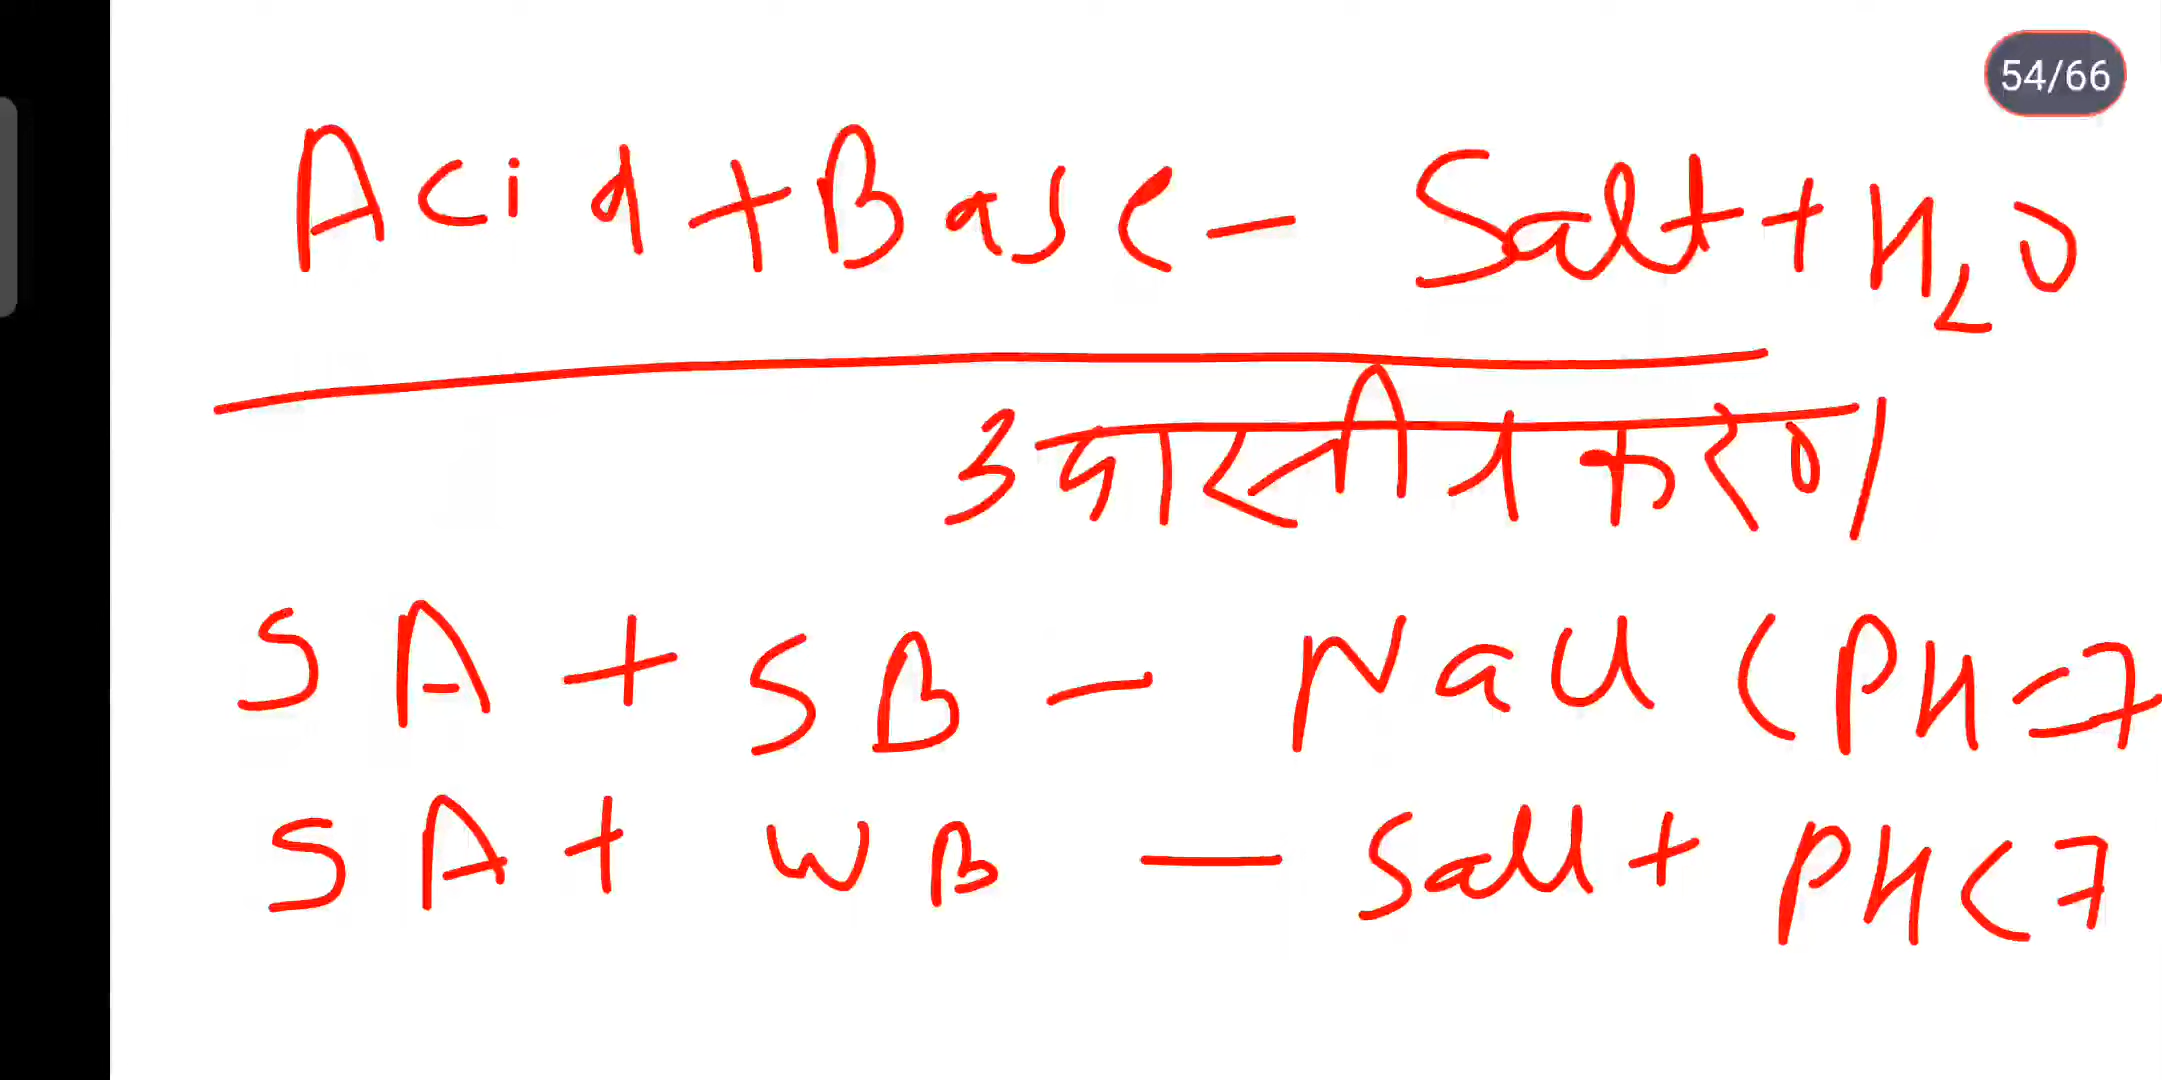 54/66
Acid + Base - Salt + H₂O
उदासीनीकरण
SA + SB - NaCl (PH = 7
SA + WB - Salt + PH < 7